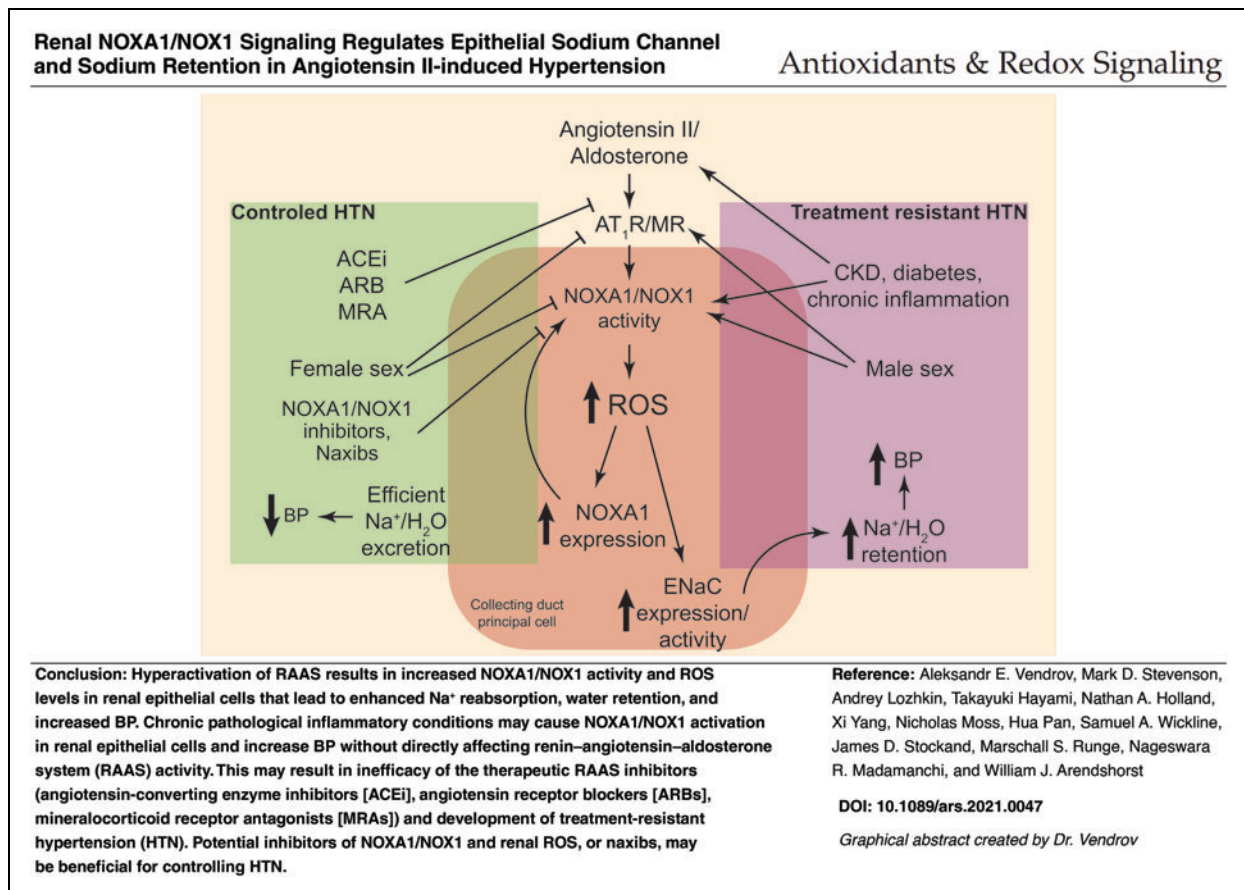 Renal NOXA1/NOX1 Signaling Regulates Epithelial Sodium Channel
and Sodium Retention in Angiotensin II-induced Hypertension
Antioxidants & Redox Signaling
Angiotensin II/
Aldosterone
Controled HTN
Treatment resistant HTN
AT₁R/MR
ACEi
ARB
MRA
CKD, diabetes,
chronic inflammation
NOXA1/NOX1
activity
Female sex
Male sex
NOXA1/NOX1
inhibitors,
Naxibs
ROS
BP
Efficient
Na⁺/H₂O
excretion
BP
NOXA1
expression
Na⁺/H₂O
retention
ENaC
expression/
activity
Collecting duct
principal cell
Conclusion: Hyperactivation of RAAS results in increased NOXA1/NOX1 activity and ROS
levels in renal epithelial cells that lead to enhanced Na⁺ reabsorption, water retention, and
increased BP. Chronic pathological inflammatory conditions may cause NOXA1/NOX1 activation
in renal epithelial cells and increase BP without directly affecting renin–angiotensin–aldosterone
system (RAAS) activity. This may result in inefficacy of the therapeutic RAAS inhibitors
(angiotensin-converting enzyme inhibitors [ACEi], angiotensin receptor blockers [ARBs],
mineralocorticoid receptor antagonists [MRAs]) and development of treatment-resistant
hypertension (HTN). Potential inhibitors of NOXA1/NOX1 and renal ROS, or naxibs, may
be beneficial for controlling HTN.
Reference: Aleksandr E. Vendrov, Mark D. Stevenson,
Andrey Lozhkin, Takayuki Hayami, Nathan A. Holland,
Xi Yang, Nicholas Moss, Hua Pan, Samuel A. Wickline,
James D. Stockand, Marschall S. Runge, Nageswara
R. Madamanchi, and William J. Arendshorst
DOI: 10.1089/ars.2021.0047
Graphical abstract created by Dr. Vendrov